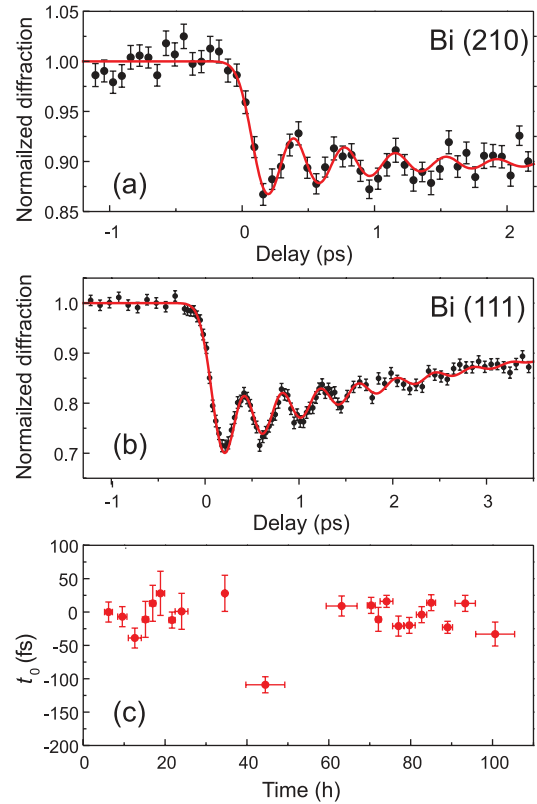 1.05
1.00
0.95
0.90
0.85
Normailzed diffraction
Bi (210)
(a)
-1
0
1
2
Delay (ps)
1.0
0.9
0.8
0.7
Normailzed diffraction
Bi (111)
(b)
-1
0
1
2
3
Delay (ps)
100
50
0
-50
-100
-150
-200
t0 (fs)
(c)
0
20
40
60
80
100
Time (h)